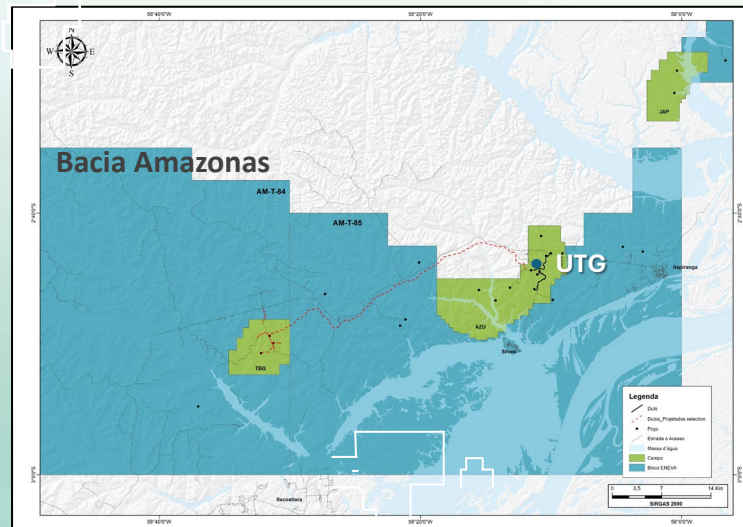 58°40'0"W
58°20'0"W
58°0'0"W
N
W
E
S
JAP
Bacia Amazonas
AM-T-84
AM-T-85
2°40'0"S
2°40'0"S
UTG
Itapiranga
AZU
Silves
TBQ
Legenda
Duto
Dutos_Projetados selection
Poço
Estrada e Acesso
Massa d'água
Campo
Bloco ENEVA
3°0'0"S
3°0'0"S
0 3,5 7 14 Km
SIRGAS 2000
Itacoatiara
58°40'0"W
58°20'0"W
58°0'0"W